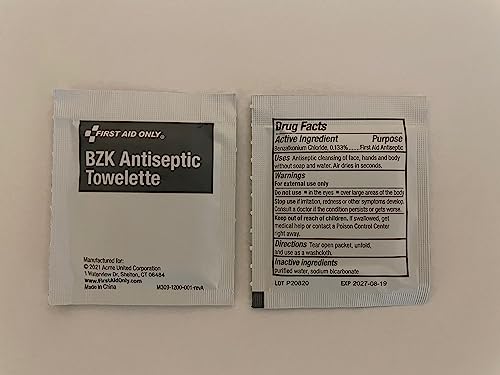 FIRST AID ONLY®
BZK Antiseptic
Towelette
Manufactured for:
© 2021 Acme United Corporation
1 Waterview Dr, Shelton, CT 06484
www.FirstAidOnly.com
Made in China
M309-1200-001-revA
Drug Facts
Active Ingredient Purpose
Benzalkonium Chloride, 0.133%......First Aid Antiseptic
Uses Antiseptic cleansing of face, hands and body
without soap and water. Air dries in seconds.
Warnings
For external use only
Do not use ▪ in the eyes ▪ over large areas of the body
Stop use if irritation, redness or other symptoms develop.
Consult a doctor if the condition persists or gets worse.
Keep out of reach of children. If swallowed, get
medical help or contact a Poison Control Center
right away.
Directions Tear open packet, unfold,
and use as a washcloth.
Inactive ingredients
purified water, sodium bicarbonate
LOT P20820 EXP 2027-08-19